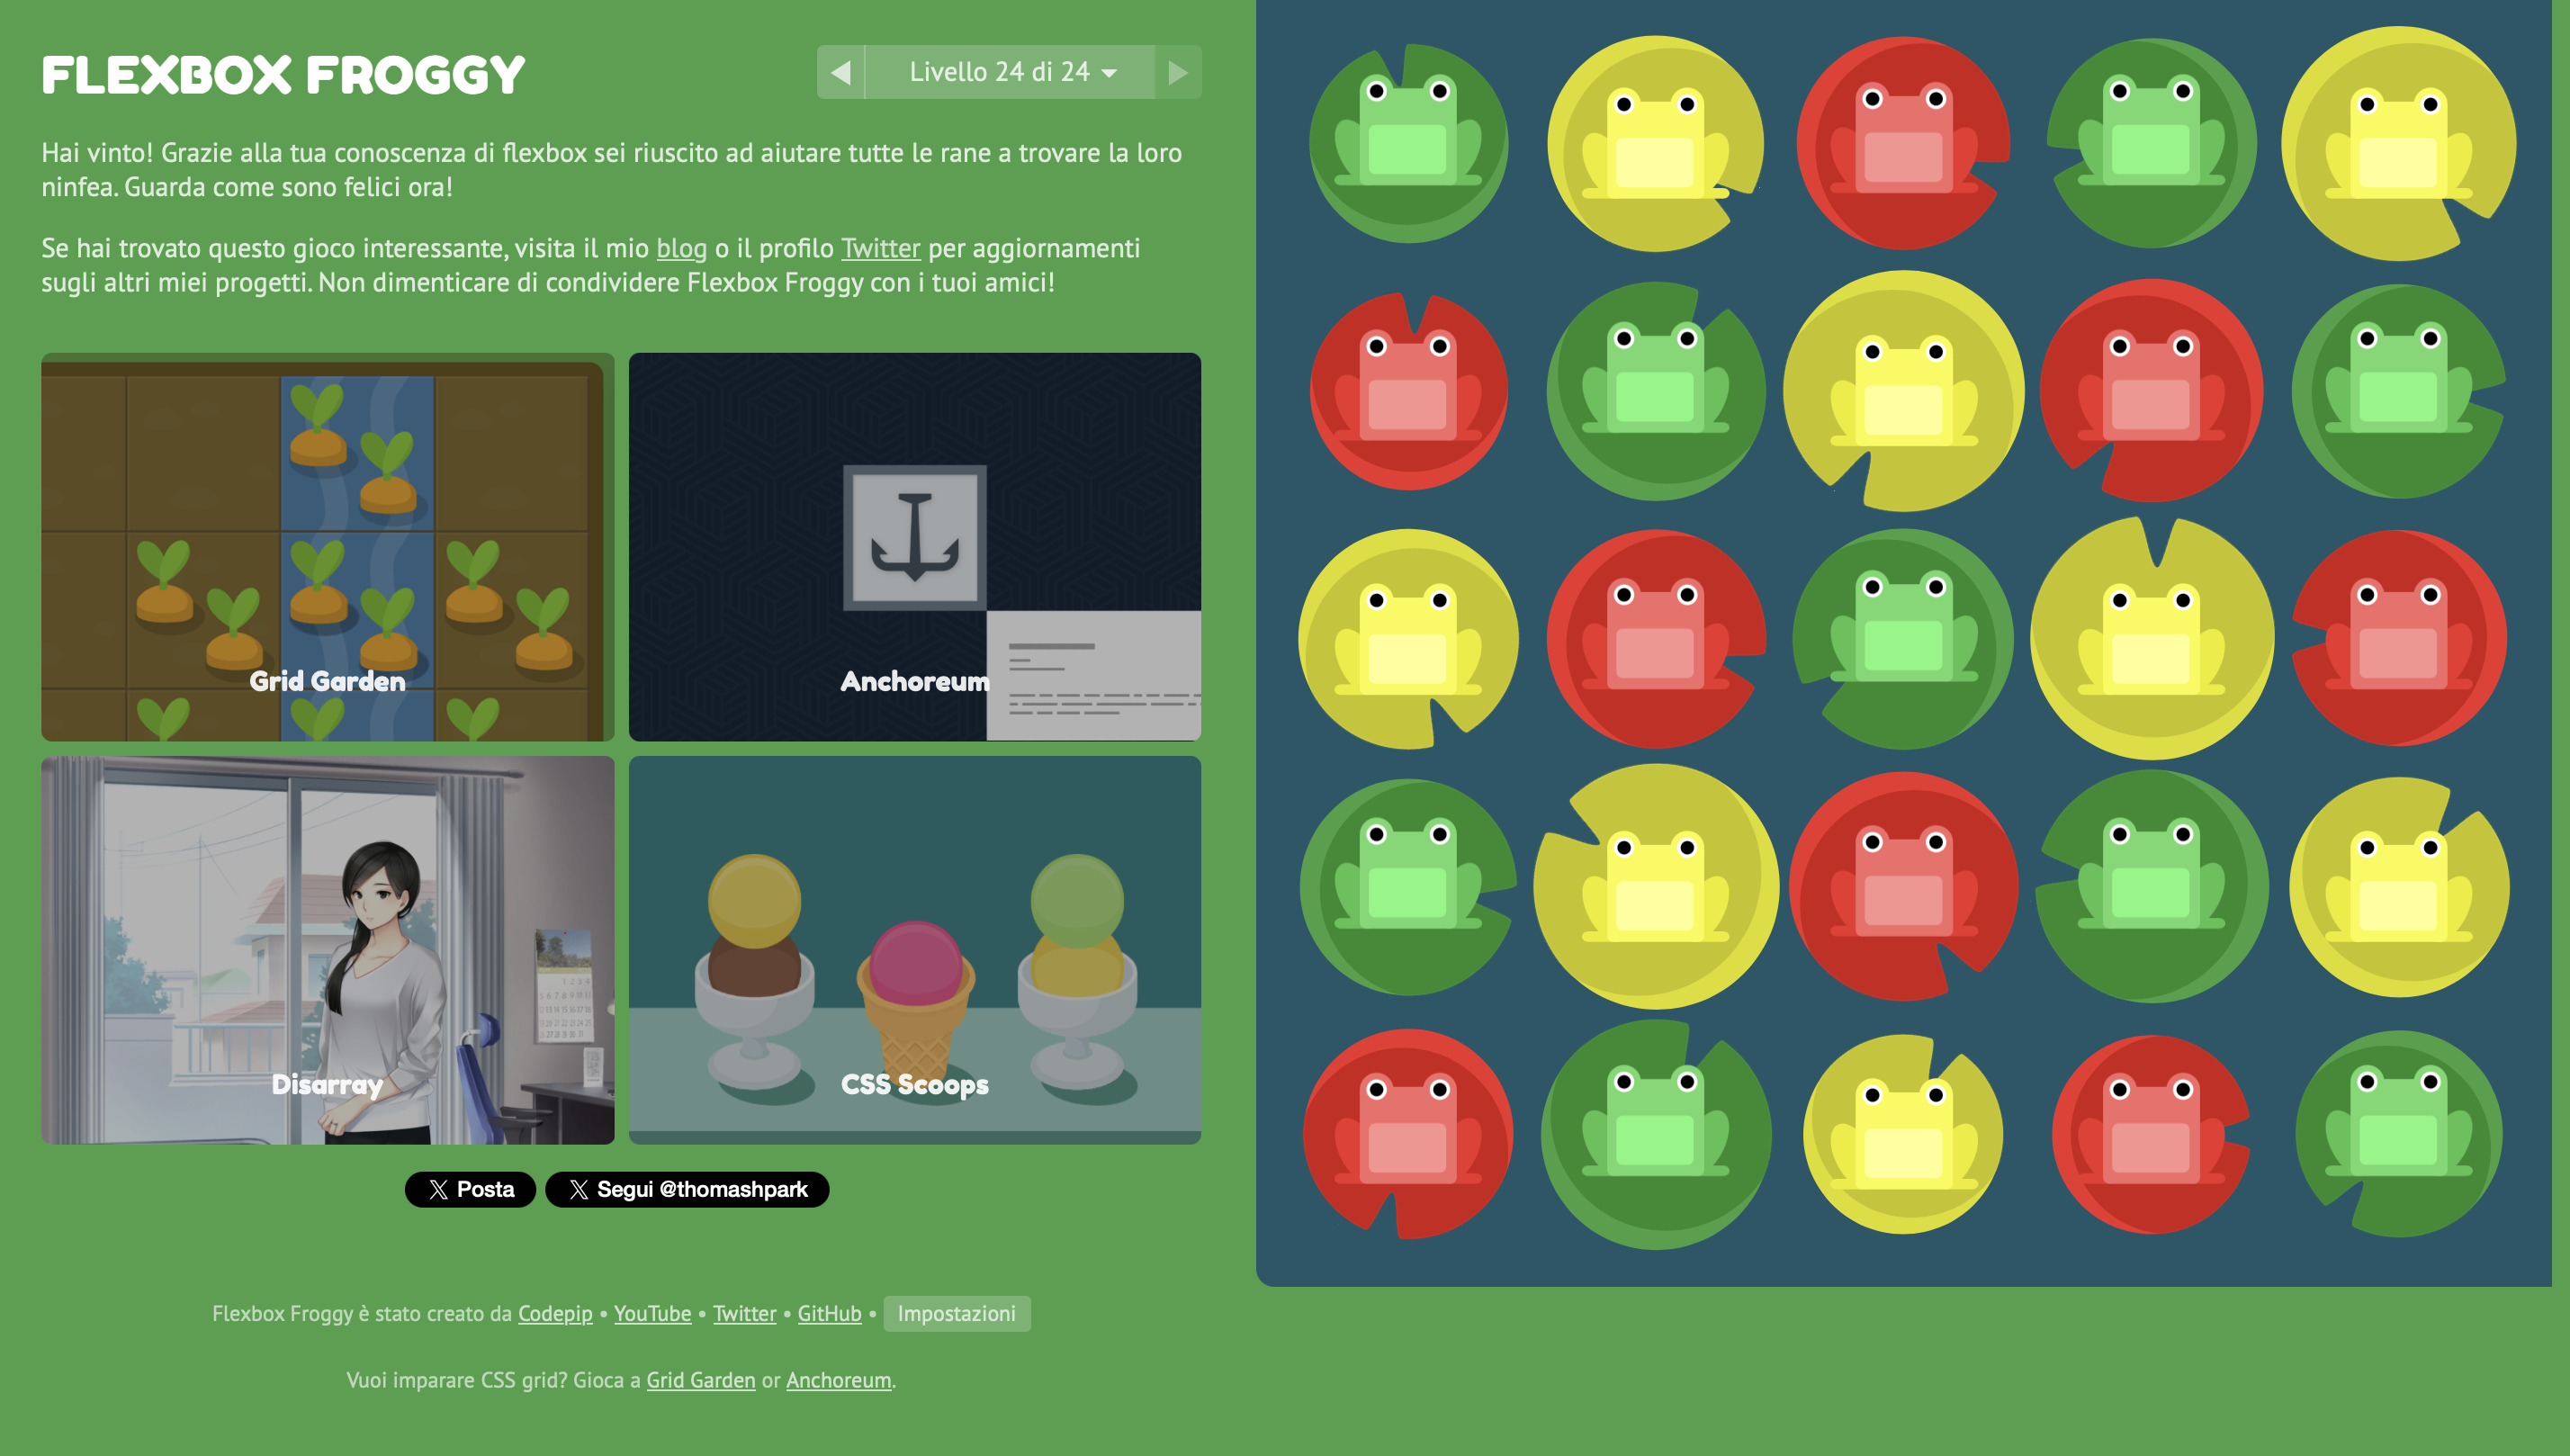 FLEXBOX FROGGY
Livello 24 di 24
Hai vinto! Grazie alla tua conoscenza di flexbox sei riuscito ad aiutare tutte le rane a trovare la loro
ninfea. Guarda come sono felici ora!
Se hai trovato questo gioco interessante, visita il mio blog o il profilo Twitter per aggiornamenti
sugli altri miei progetti. Non dimenticare di condividere Flexbox Froggy con i tuoi amici!
Grid Garden
Anchoreum
Disarray
CSS Scoops
Posta
Segui @thomashpark
Flexbox Froggy è stato creato da Codepip • YouTube • Twitter • GitHub • Impostazioni
Vuoi imparare CSS grid? Gioca a Grid Garden or Anchoreum.